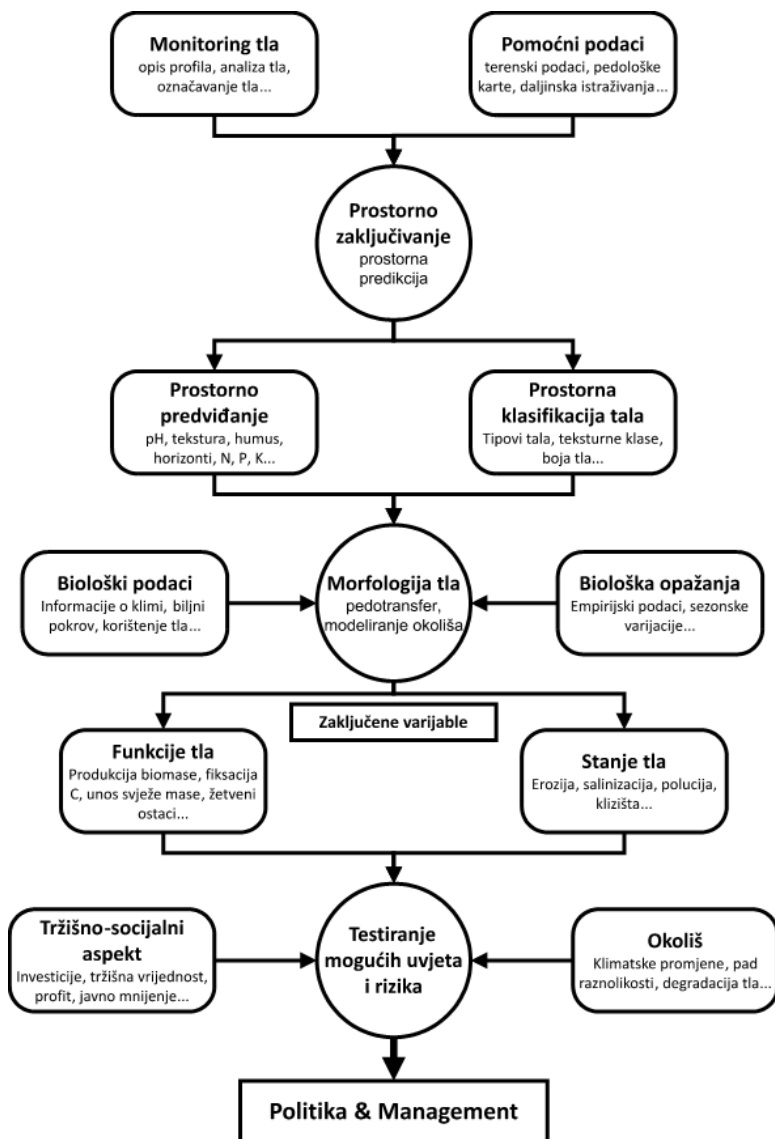 Monitoring tla
opis profila, analiza tla,
označavanje tla...
Pomoćni podaci
terenski podaci, pedološke
karte, daljinska istraživanja...
Prostorno
zaključivanje
prostorna
predikcija
Prostorno
predviđanje
pH, tekstura, humus,
horizonti, N, P, K...
Prostorna
klasifikacija tala
Tipovi tala, teksturne klase,
boja tla...
Biološki podaci
Informacije o klimi, biljni
pokrov, korištenje tla...
Morfologija tla
pedotransfer,
modeliranje okoliša
Biološka opažanja
Empirijski podaci, sezonske
varijacije...
Zaključene varijable
Funkcije tla
Produkcija biomase, fiksacija
C, unos svježe mase, žetveni
ostaci...
Stanje tla
Erozija, salinizacija, polucija,
klizišta...
Tržišno-socijalni
aspekt
Investicije, tržišna vrijednost,
profit, javno mnijenje...
Testiranje
mogućih uvjeta
i rizika
Okoliš
Klimatske promjene, pad
raznolikosti, degradacija tla...
Politika & Management